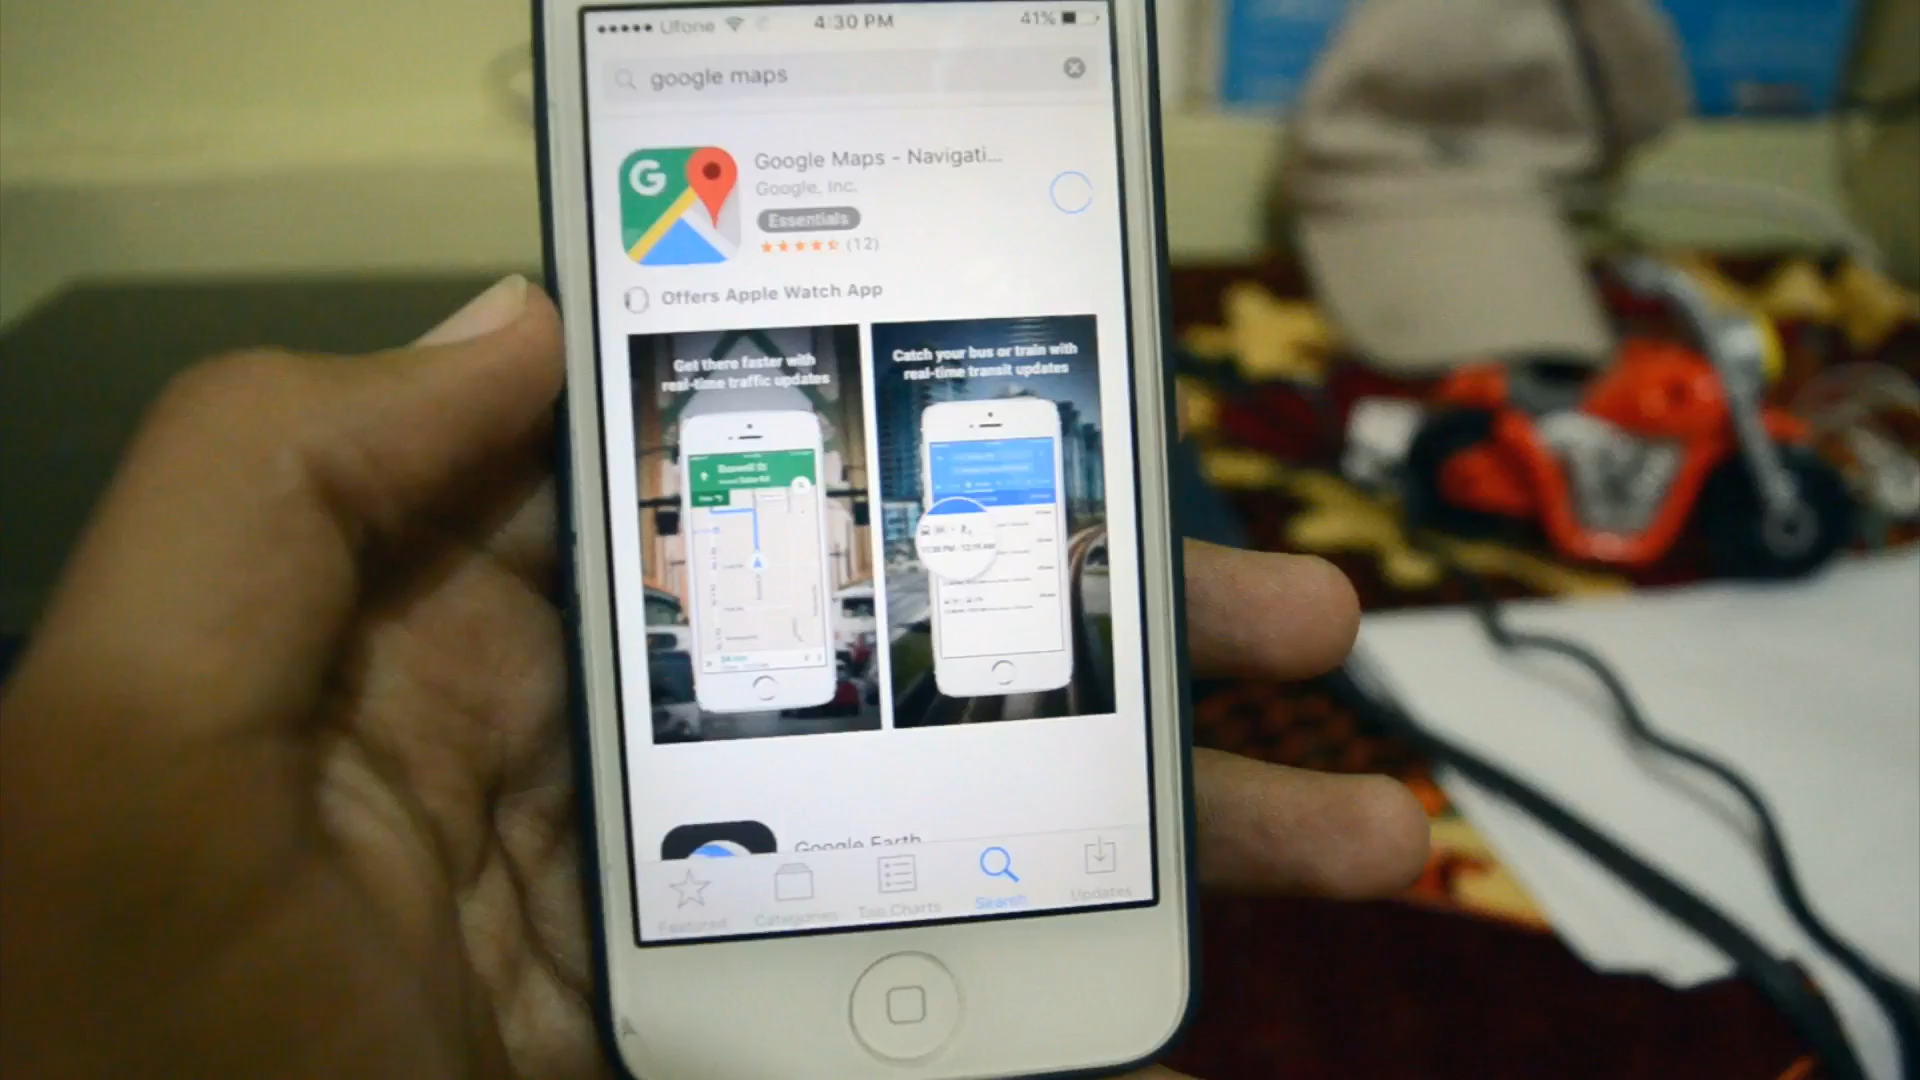 Ufone 4:30 PM 41%
google maps
G
Google Maps - Navigati...
Google, Inc.
Essentials
(12)
Offers Apple Watch App
Get there faster with
real-time traffic updates
Catch your bus or train with
real-time transit updates
Google Earth
Featured Categories Top Charts Search Updates